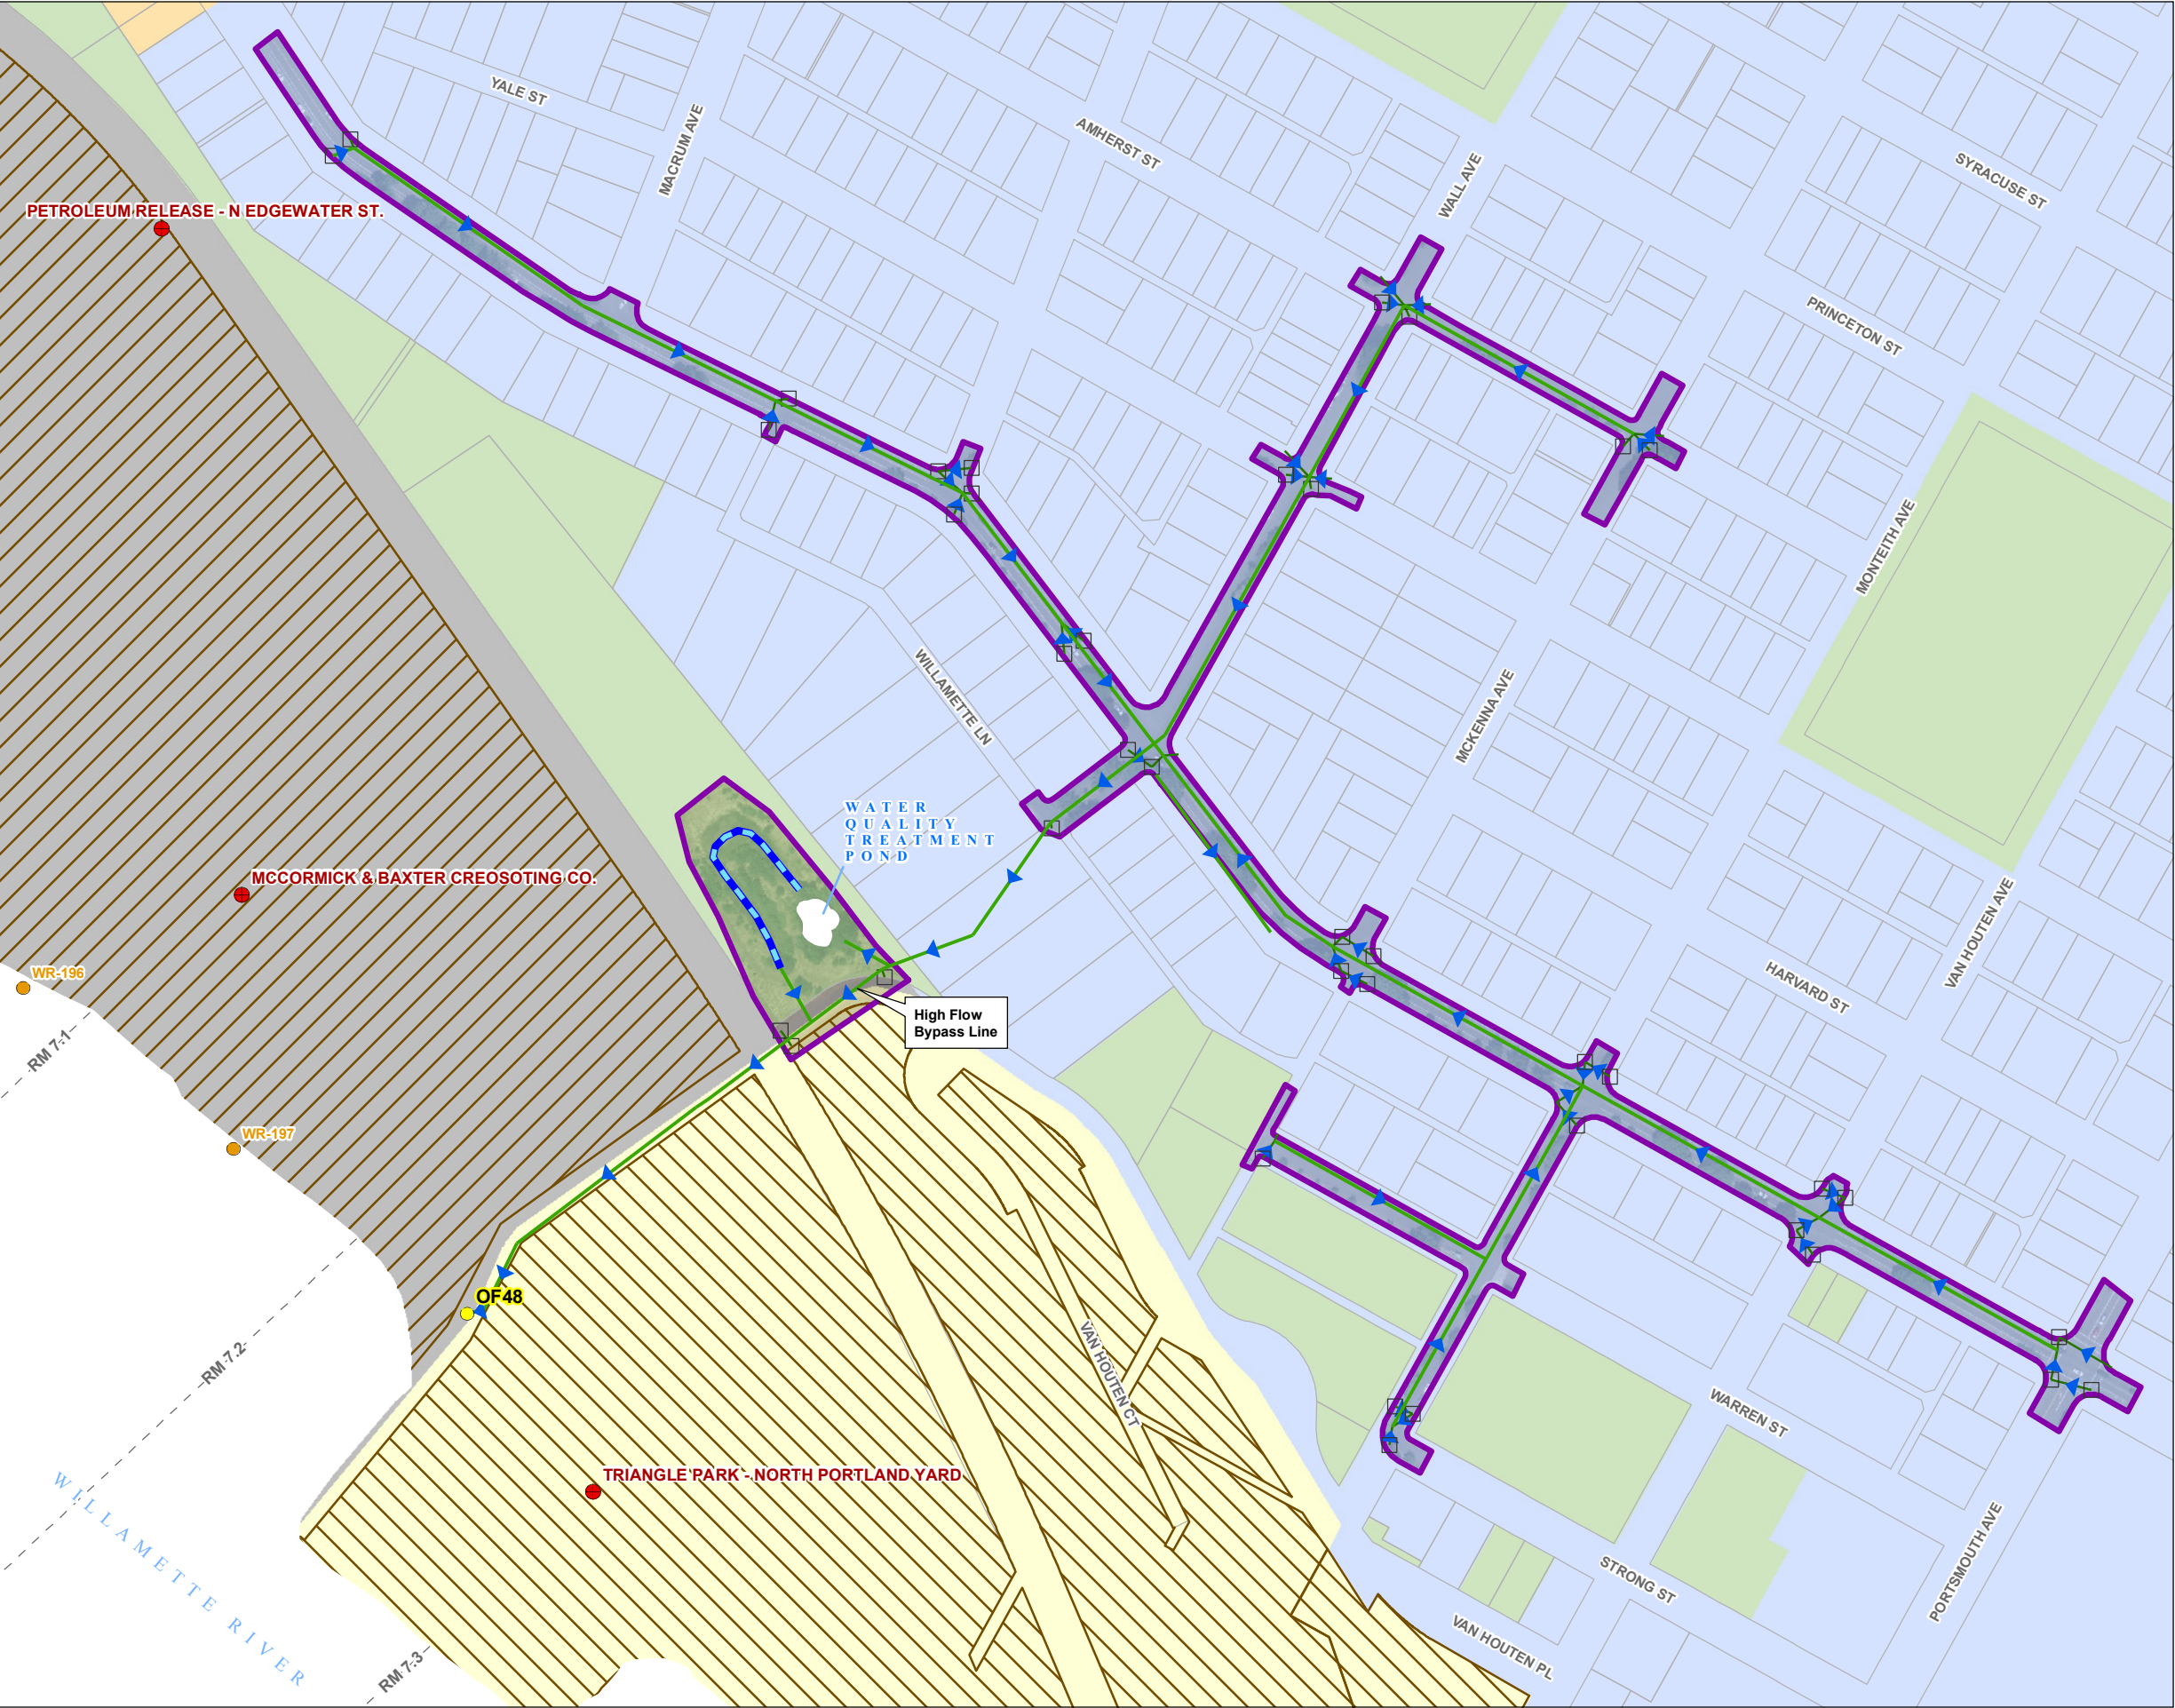 YALE ST
MACRUM AVE
AMHERST ST
WALL AVE
SYRACUSE ST
PETROLEUM RELEASE - N EDGEWATER ST.
PRINCETON ST
MONTEITH AVE
WILLAMETTE LN
MCKENNA AVE
WATER
QUALITY
TREATMENT
POND
MCCORMICK & BAXTER CREOSOTING CO.
VAN HOUTEN AVE
HARVARD ST
WR-196
High Flow
Bypass Line
RM 7.1
WR-197
OF48
RM 7.2
VAN HOUTEN CT
WARREN ST
TRIANGLE PARK - NORTH PORTLAND YARD
WILLAMETTE RIVER
STRONG ST
PORTSMOUTH AVE
VAN HOUTEN PL
RM 7.3